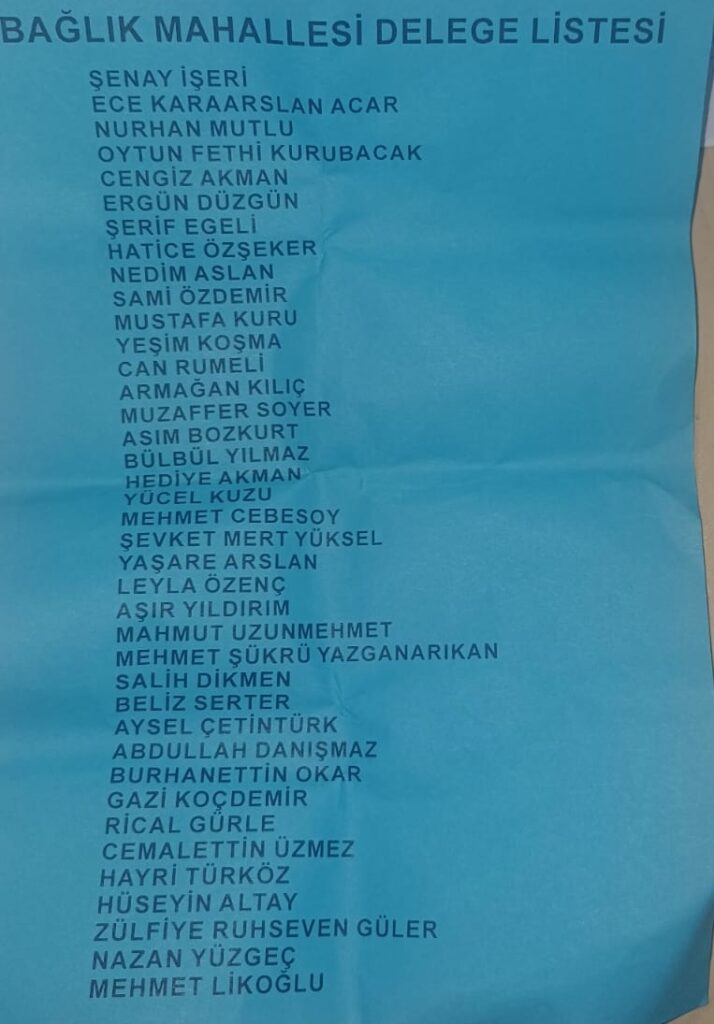 BAĞLIK MAHALLESİ DELEGE LİSTESİ
ŞENAY İŞERİ
ECE KARAARSLAN ACAR
NURHAN MUTLU
OYTUN FETHİ KURUBACAK
CENGİZ AKMAN
ERGÜN DÜZGÜN
ŞERİF EGELİ
HATİCE ÖZŞEKER
NEDİM ASLAN
SAMİ ÖZDEMİR
MUSTAFA KURU
YEŞİM KOŞMA
CAN RUMELİ
ARMAĞAN KILIÇ
MUZAFFER SOYER
ASIM BOZKURT
BÜLBÜL YILMAZ
HEDİYE AKMAN
YÜCEL KUZU
MEHMET CEBESOY
ŞEVKET MERT YÜKSEL
YAŞARE ARSLAN
LEYLA ÖZENÇ
AŞIR YILDIRIM
MAHMUT UZUNMEHMET
MEHMET ŞÜKRÜ YAZGANARIKAN
SALİH DİKMEN
BELİZ SERTER
AYSEL ÇETİNTÜRK
ABDULLAH DANIŞMAZ
BURHANETTİN OKAR
GAZİ KOÇDEMİR
RİCAL GÜRLE
CEMALETTİN ÜZMEZ
HAYRİ TÜRKÖZ
HÜSEYİN ALTAY
ZÜLFİYE RUHSEVEN GÜLER
NAZAN YÜZGEÇ
MEHMET LİKOĞLU